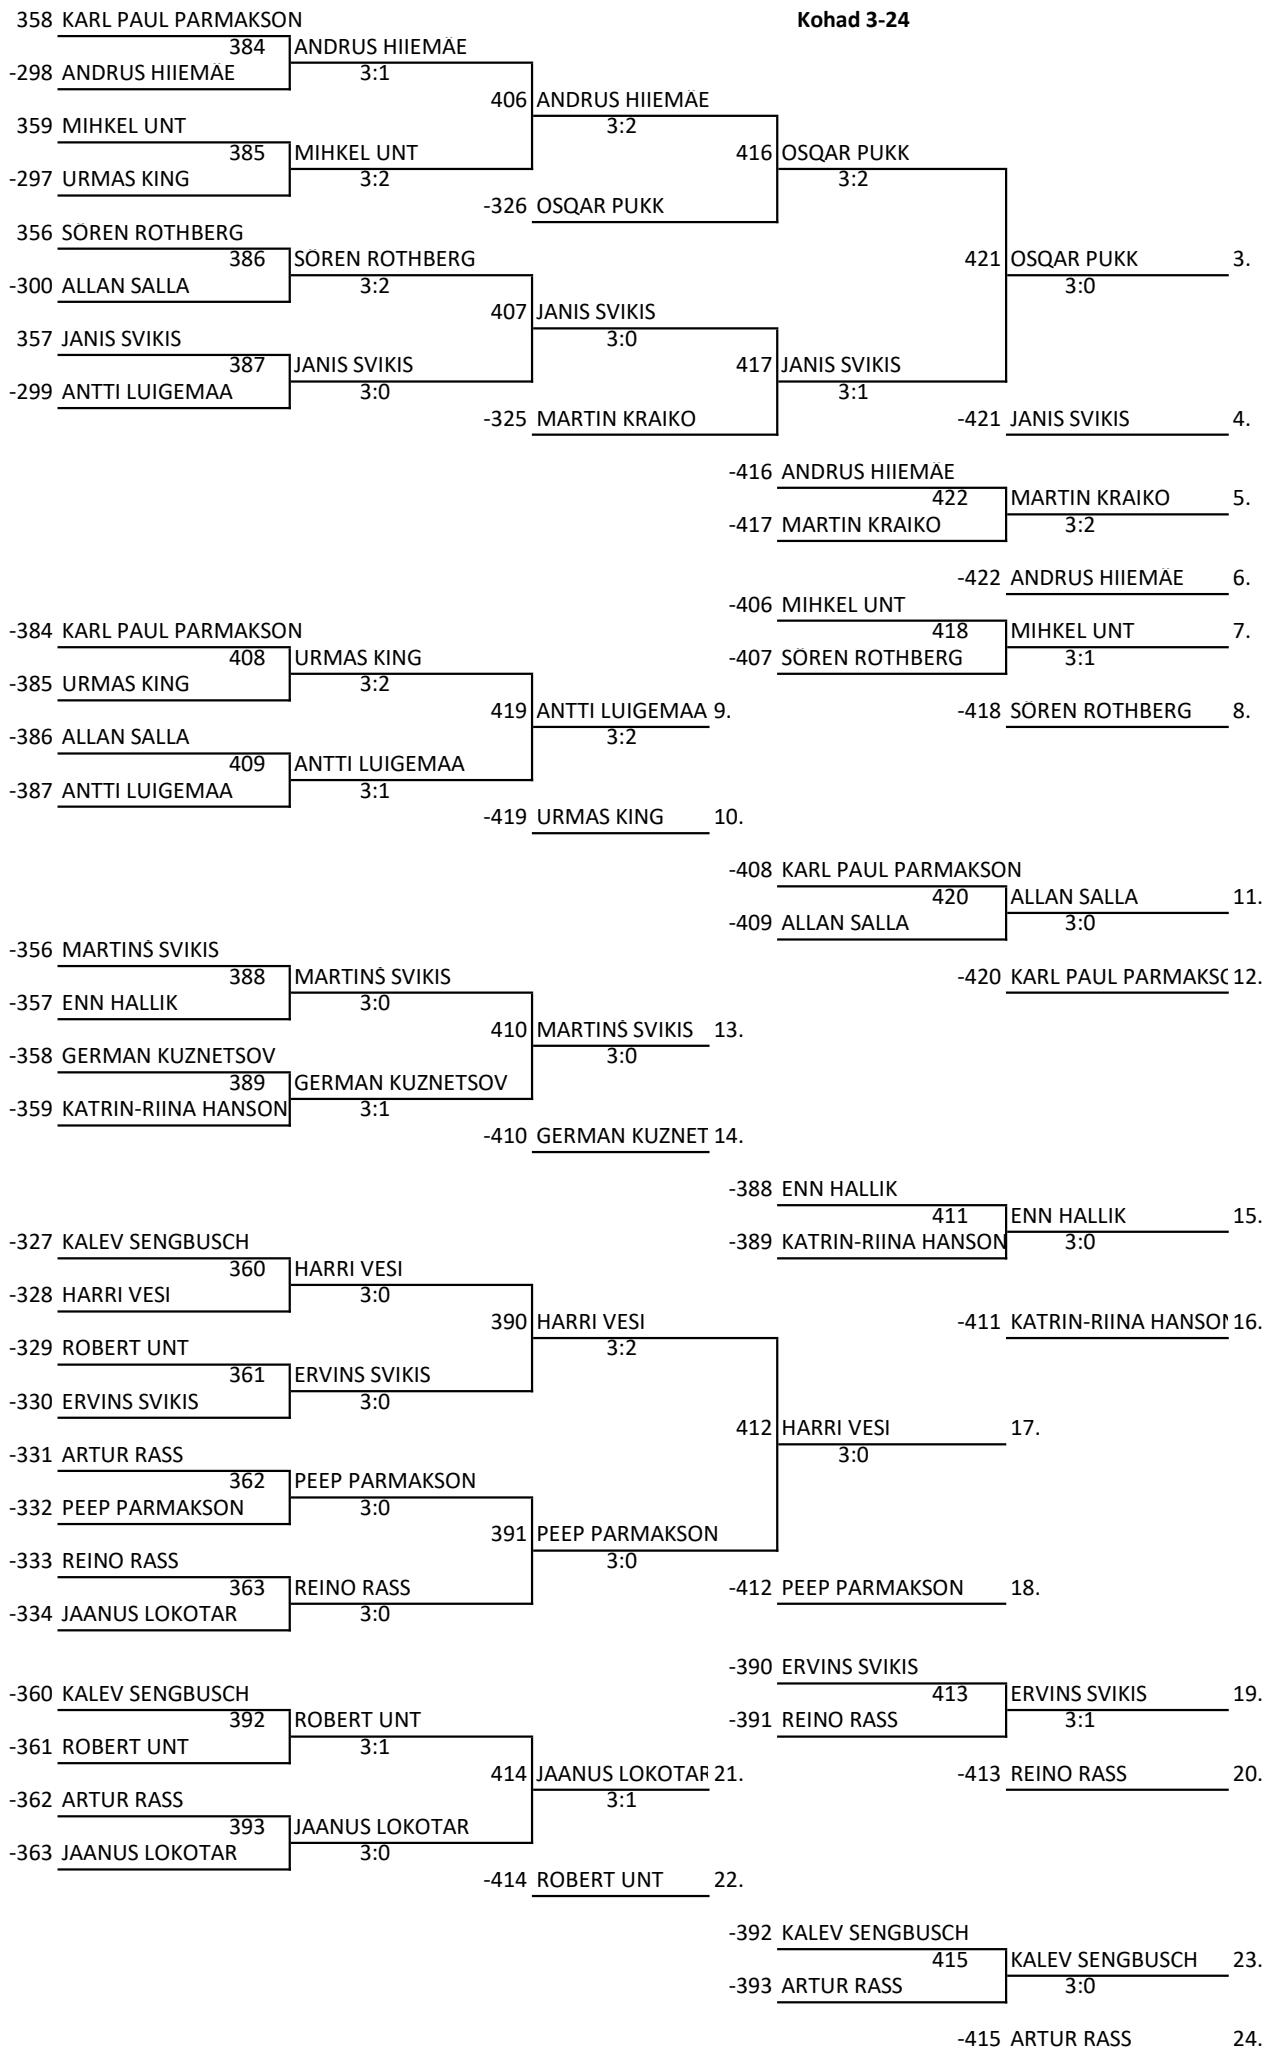 358 KARL PAUL PARMAKSON Kohad 3-24
384 ANDRUS HIIEMÄE
-298 ANDRUS HIIEMÄE 3:1
406 ANDRUS HIIEMÄE
359 MIHKEL UNT 3:2
385 MIHKEL UNT 416 OSQAR PUKK
-297 URMAS KING 3:2 3:2
-326 OSQAR PUKK
356 SÖREN ROTHBERG
386 SÖREN ROTHBERG 421 OSQAR PUKK 3.
-300 ALLAN SALLA 3:2 3:0
407 JANIS SVIKIS
357 JANIS SVIKIS 3:0
387 JANIS SVIKIS 417 JANIS SVIKIS
-299 ANTTI LUIGEMAA 3:0 3:1
-325 MARTIN KRAIKO -421 JANIS SVIKIS 4.
-416 ANDRUS HIIEMÄE
422 MARTIN KRAIKO 5.
-417 MARTIN KRAIKO 3:2
-422 ANDRUS HIIEMÄE 6.
-406 MIHKEL UNT
-384 KARL PAUL PARMAKSON 418 MIHKEL UNT 7.
408 URMAS KING -407 SÖREN ROTHBERG 3:1
-385 URMAS KING 3:2
419 ANTTI LUIGEMAA 9. -418 SÖREN ROTHBERG 8.
-386 ALLAN SALLA 3:2
409 ANTTI LUIGEMAA
-387 ANTTI LUIGEMAA 3:1
-419 URMAS KING 10.
-408 KARL PAUL PARMAKSON
420 ALLAN SALLA 11.
-409 ALLAN SALLA 3:0
-356 MARTINŠ SVIKIS
388 MARTINŠ SVIKIS -420 KARL PAUL PARMAKSO 12.
-357 ENN HALLIK 3:0
410 MARTINŠ SVIKIS 13.
-358 GERMAN KUZNETSOV 3:0
389 GERMAN KUZNETSOV
-359 KATRIN-RIINA HANSON 3:1
-410 GERMAN KUZNET 14.
-388 ENN HALLIK
411 ENN HALLIK 15.
-327 KALEV SENGBUSCH -389 KATRIN-RIINA HANSON 3:0
360 HARRI VESI
-328 HARRI VESI 3:0
390 HARRI VESI -411 KATRIN-RIINA HANSON 16.
-329 ROBERT UNT 3:2
361 ERVINS SVIKIS
-330 ERVINS SVIKIS 3:0
412 HARRI VESI 17.
-331 ARTUR RASS 3:0
362 PEEP PARMAKSON
-332 PEEP PARMAKSON 3:0
391 PEEP PARMAKSON
-333 REINO RASS 3:0
363 REINO RASS -412 PEEP PARMAKSON 18.
-334 JAANUS LOKOTAR 3:0
-390 ERVINS SVIKIS
-360 KALEV SENGBUSCH 413 ERVINS SVIKIS 19.
392 ROBERT UNT -391 REINO RASS 3:1
-361 ROBERT UNT 3:1
414 JAANUS LOKOTAR 21. -413 REINO RASS 20.
-362 ARTUR RASS 3:1
393 JAANUS LOKOTAR
-363 JAANUS LOKOTAR 3:0
-414 ROBERT UNT 22.
-392 KALEV SENGBUSCH
415 KALEV SENGBUSCH 23.
-393 ARTUR RASS 3:0
-415 ARTUR RASS 24.